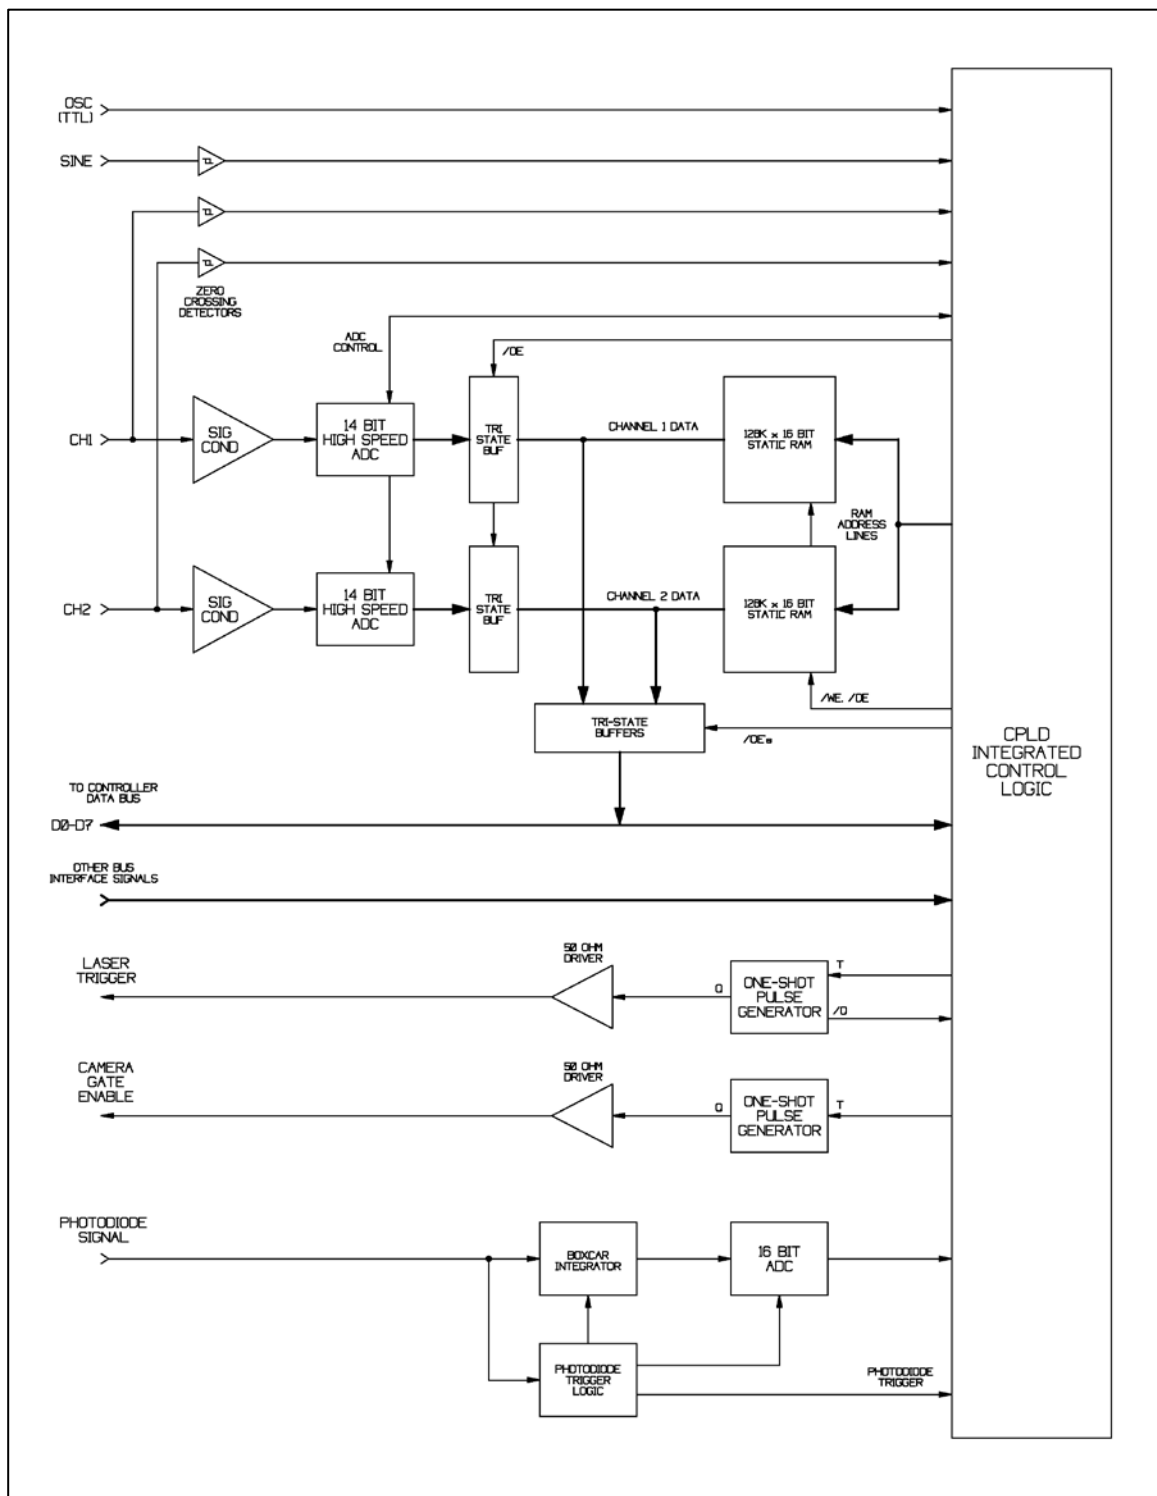 OSC
(TTL)
SINE
ZERO
CROSSING
DETECTORS
ADC
CONTROL
/OE
CH1
SIG
COND
14 BIT
HIGH SPEED
ADC
TRI
STATE
BUF
CHANNEL 1 DATA
128K x 16 BIT
STATIC RAM
RAM
ADDRESS
LINES
CH2
SIG
COND
14 BIT
HIGH SPEED
ADC
TRI
STATE
BUF
CHANNEL 2 DATA
128K x 16 BIT
STATIC RAM
/WE, /OE
TRI-STATE
BUFFERS
/OEs
CPLD
INTEGRATED
CONTROL
LOGIC
TO CONTROLLER
DATA BUS
D0-D7
OTHER BUS
INTERFACE SIGNALS
LASER
TRIGGER
50 OHM
DRIVER
Q
ONE-SHOT
PULSE
GENERATOR
T
/Q
CAMERA
GATE
ENABLE
50 OHM
DRIVER
Q
ONE-SHOT
PULSE
GENERATOR
T
PHOTODIODE
SIGNAL
BOXCAR
INTEGRATOR
16 BIT
ADC
PHOTODIODE
TRIGGER
LOGIC
PHOTODIODE
TRIGGER